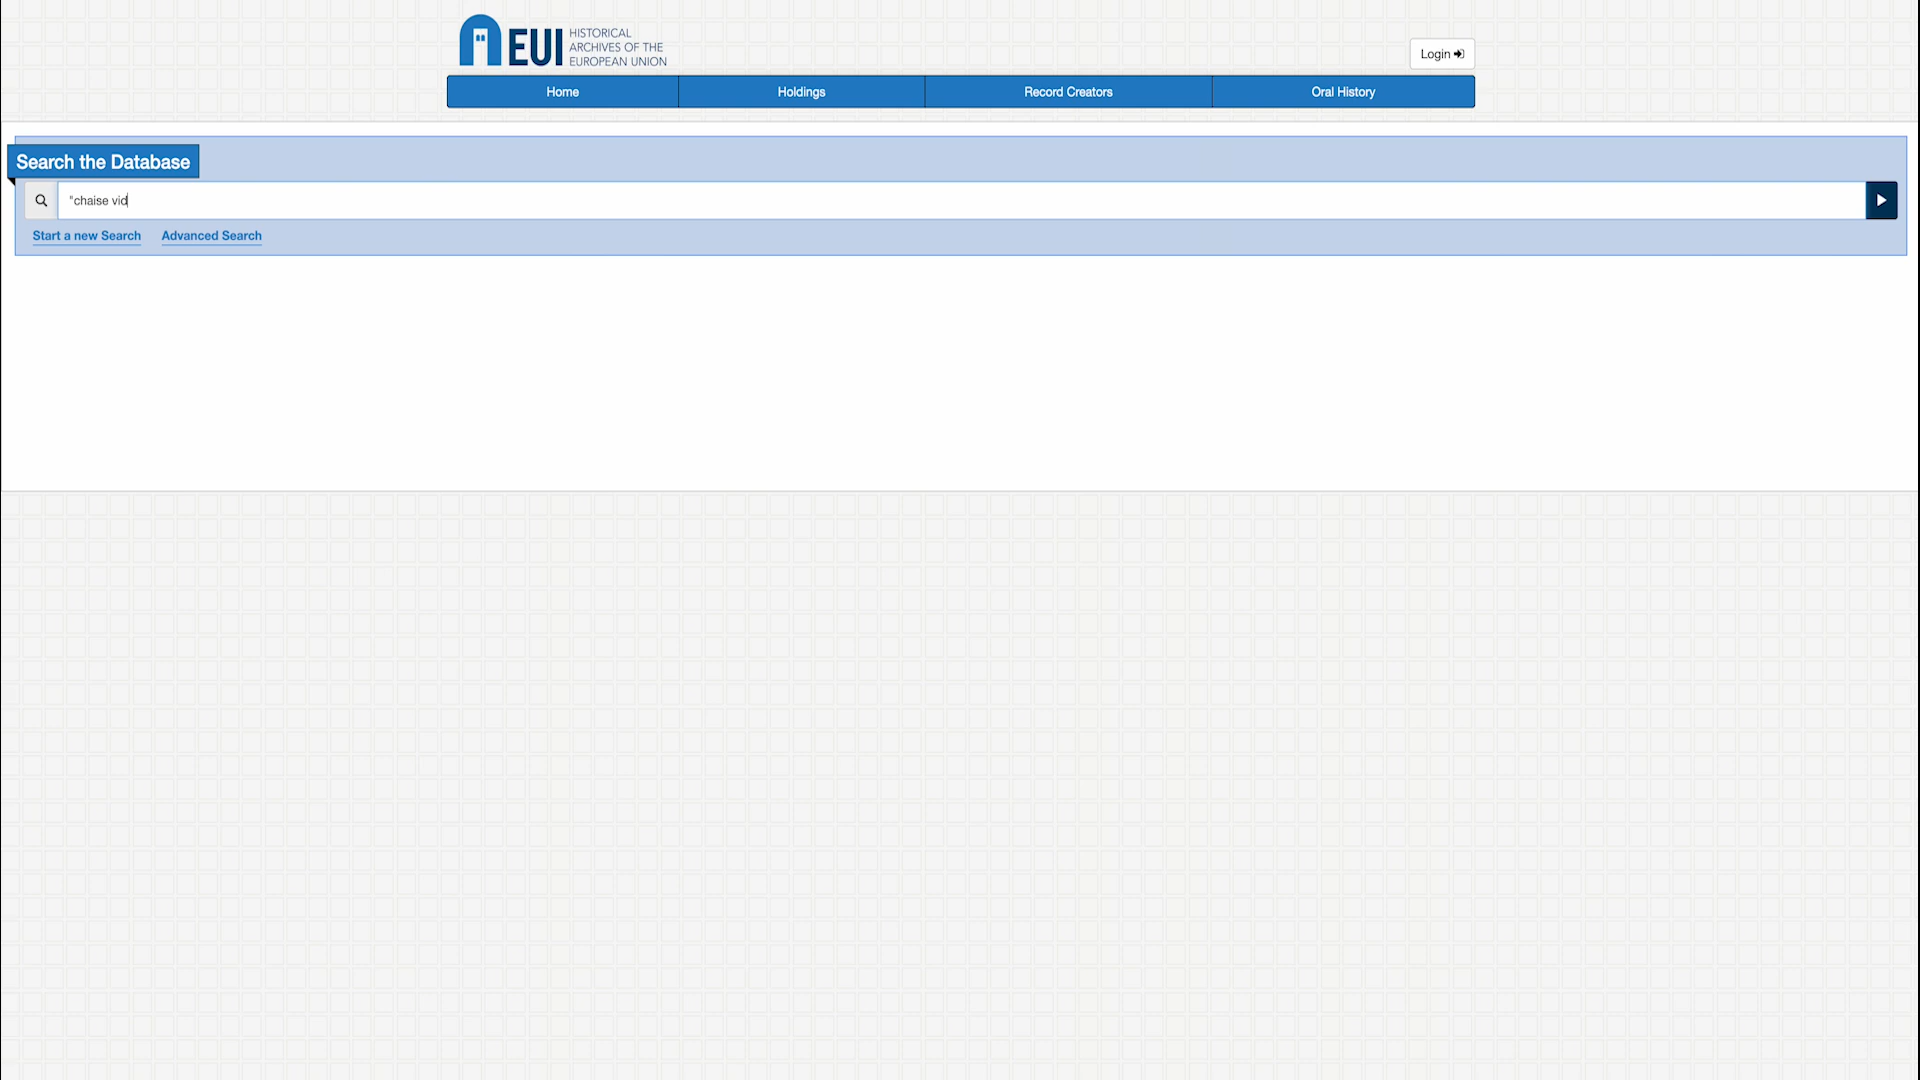 EUI
HISTORICAL
ARCHIVES OF THE
EUROPEAN UNION
Login
Home
Holdings
Record Creators
Oral History
Search the Database
"chaise vid
Start a new Search
Advanced Search